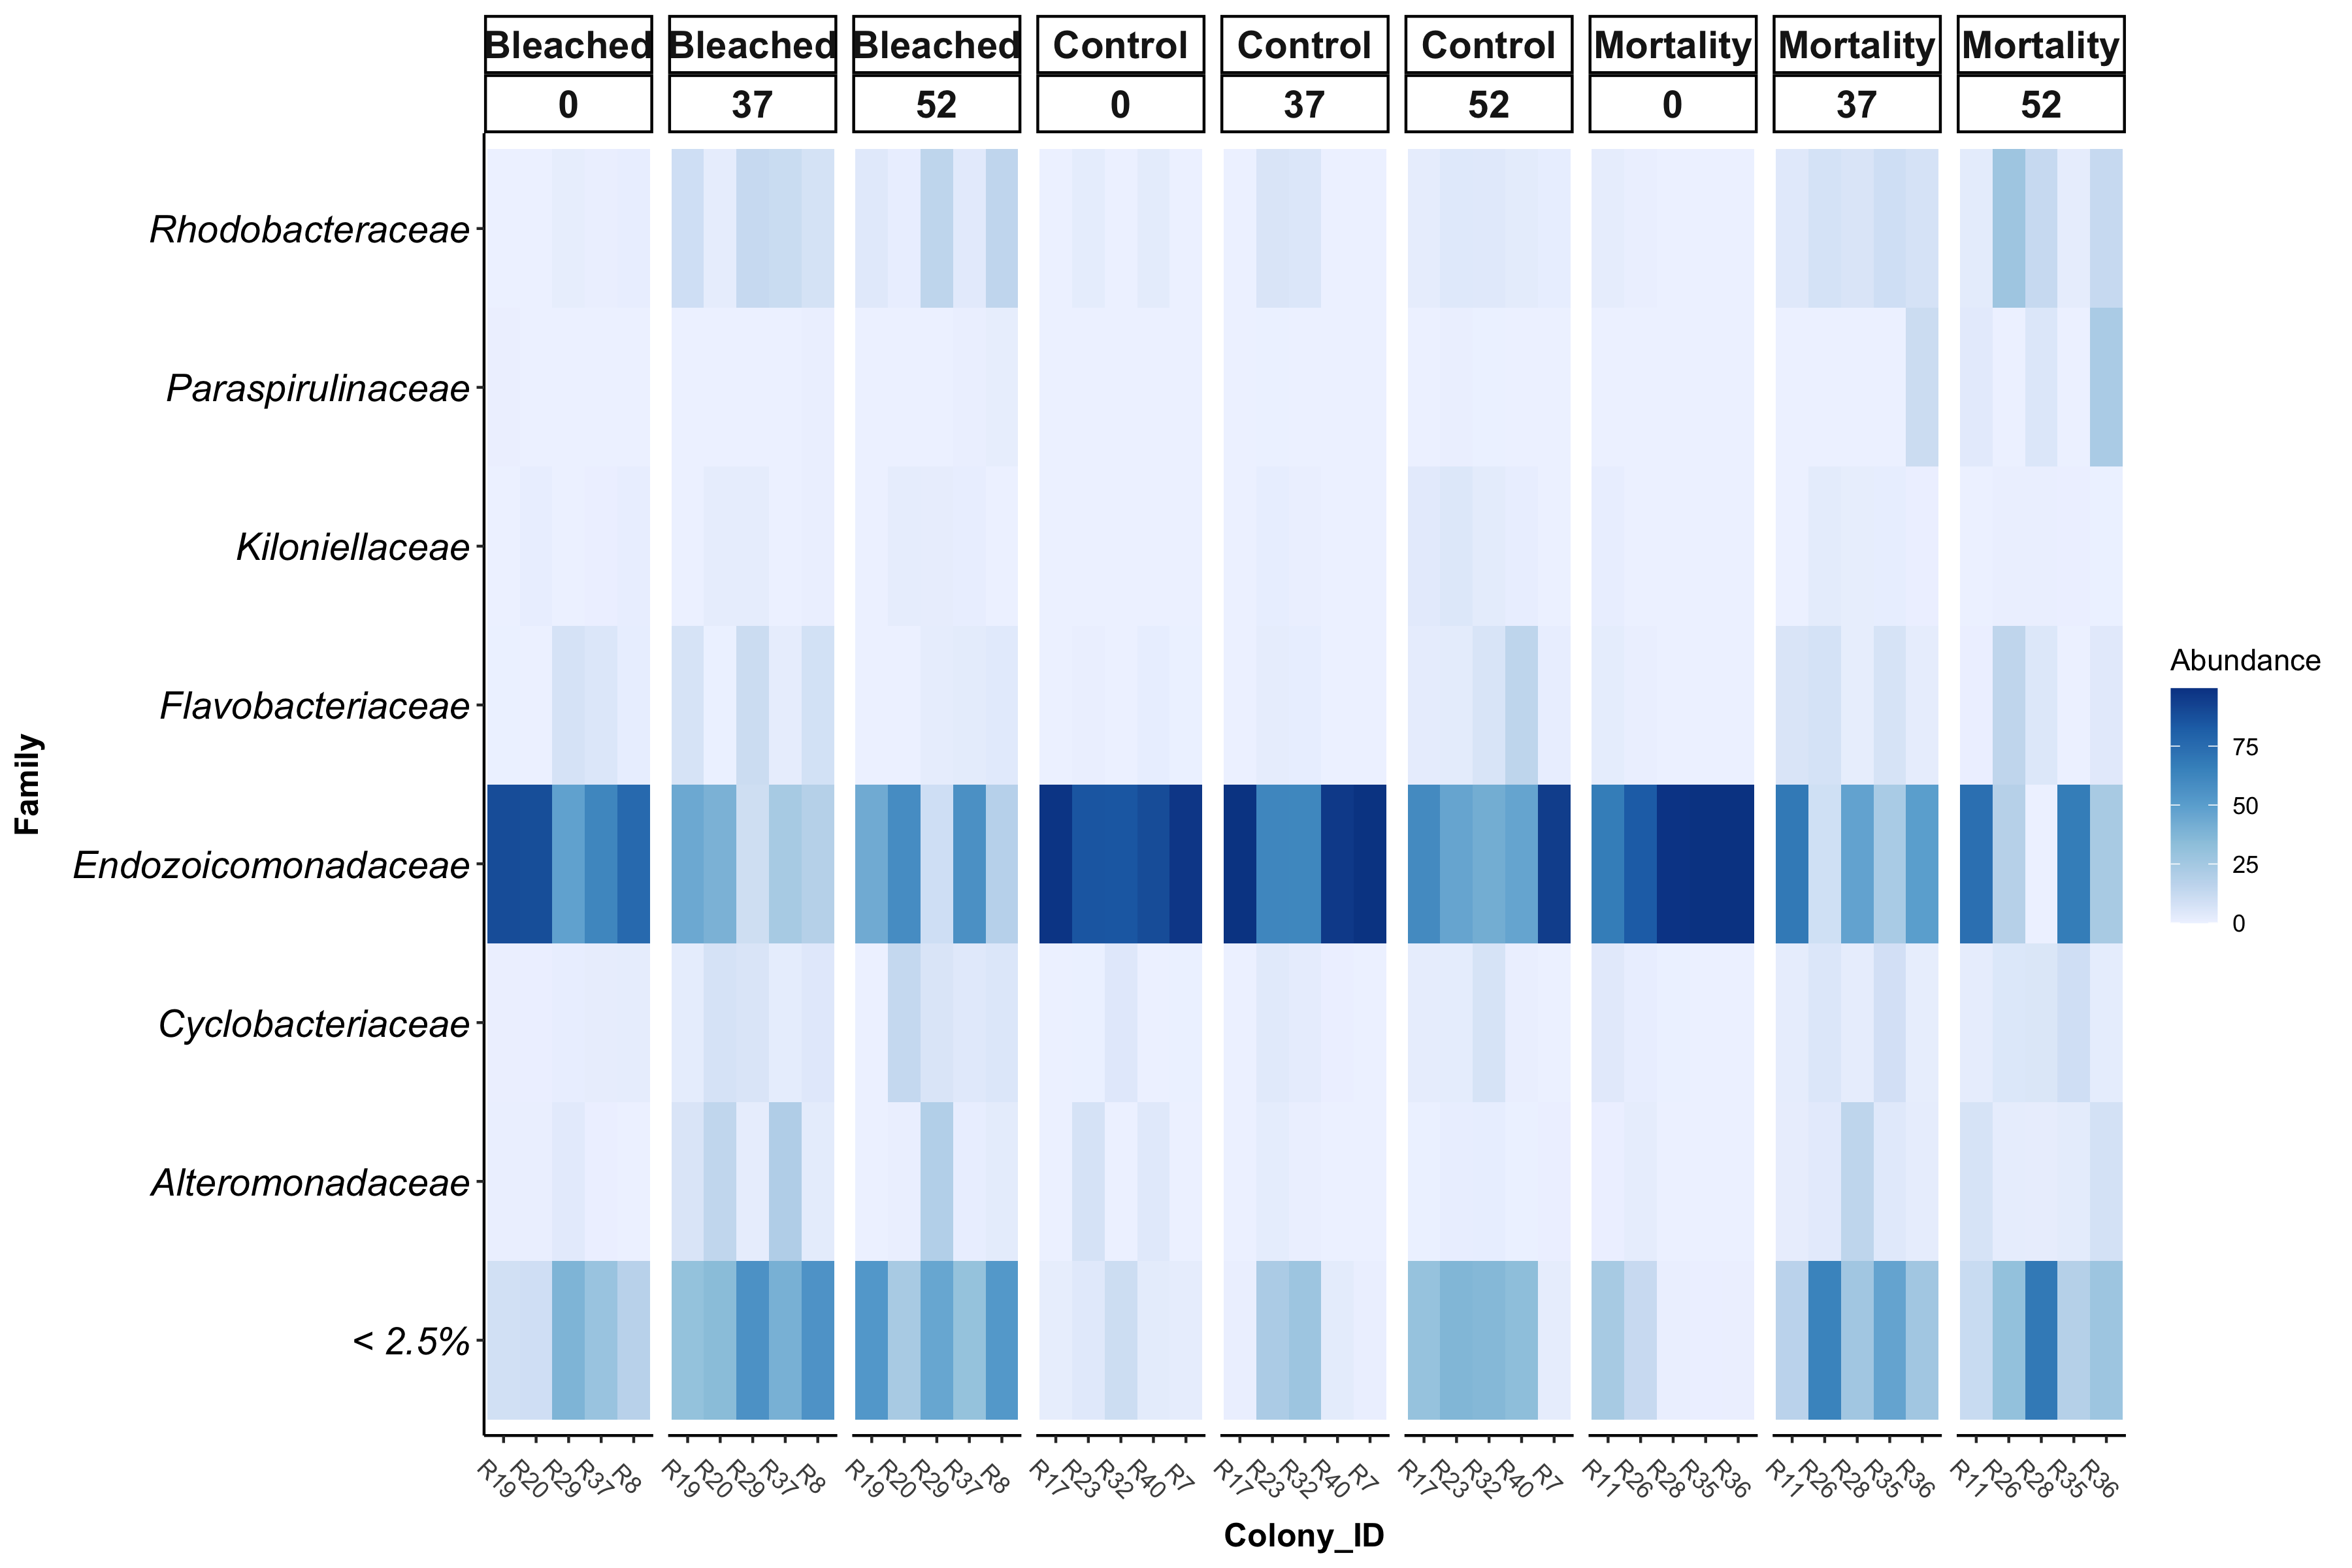 Bleached Bleached Bleached Control Control Control Mortality Mortality Mortality
0 37 52 0 37 52 0 37 52
Rhodobacteraceae
Paraspirulinaceae
Kiloniellaceae
Flavobacteriaceae
Endozoicomonadaceae
Cyclobacteriaceae
Alteromonadaceae
< 2.5%
Family
Abundance
75
50
25
0
R19 R20 R29 R37 R8 R19 R20 R29 R37 R8 R19 R20 R29 R37 R8 R17 R23 R32 R40 R7 R17 R23 R32 R40 R7 R17 R23 R32 R40 R7 R11 R26 R28 R35 R36 R11 R26 R28 R35 R36 R11 R26 R28 R35 R36
Colony_ID